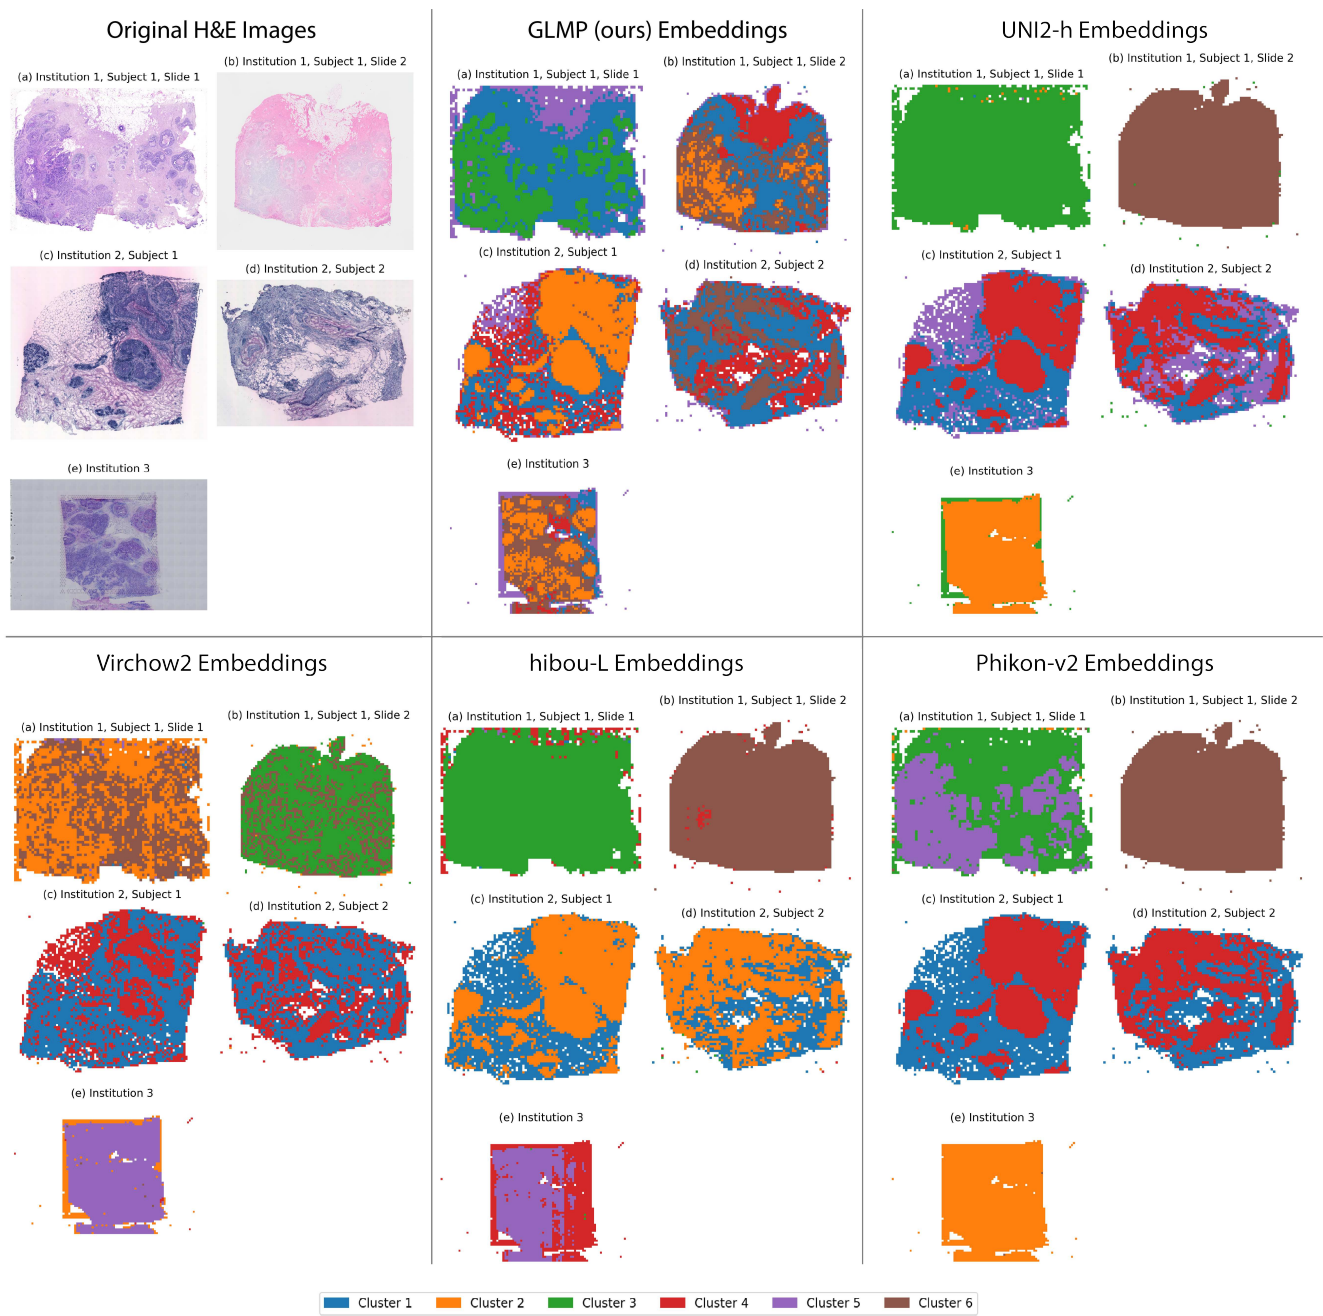 Original H&E Images
GLMP (ours) Embeddings
UNI2-h Embeddings
(a) Institution 1, Subject 1, Slide 1
(b) Institution 1, Subject 1, Slide 2
(c) Institution 2, Subject 1
(d) Institution 2, Subject 2
(e) Institution 3
(a) Institution 1, Subject 1, Slide 1
(b) Institution 1, Subject 1, Slide 2
(c) Institution 2, Subject 1
(d) Institution 2, Subject 2
(e) Institution 3
(a) Institution 1, Subject 1, Slide 1
(b) Institution 1, Subject 1, Slide 2
(c) Institution 2, Subject 1
(d) Institution 2, Subject 2
(e) Institution 3
Virchow2 Embeddings
hibou-L Embeddings
Phikon-v2 Embeddings
(a) Institution 1, Subject 1, Slide 1
(b) Institution 1, Subject 1, Slide 2
(c) Institution 2, Subject 1
(d) Institution 2, Subject 2
(e) Institution 3
(a) Institution 1, Subject 1, Slide 1
(b) Institution 1, Subject 1, Slide 2
(c) Institution 2, Subject 1
(d) Institution 2, Subject 2
(e) Institution 3
(a) Institution 1, Subject 1, Slide 1
(b) Institution 1, Subject 1, Slide 2
(c) Institution 2, Subject 1
(d) Institution 2, Subject 2
(e) Institution 3
Cluster 1
Cluster 2
Cluster 3
Cluster 4
Cluster 5
Cluster 6